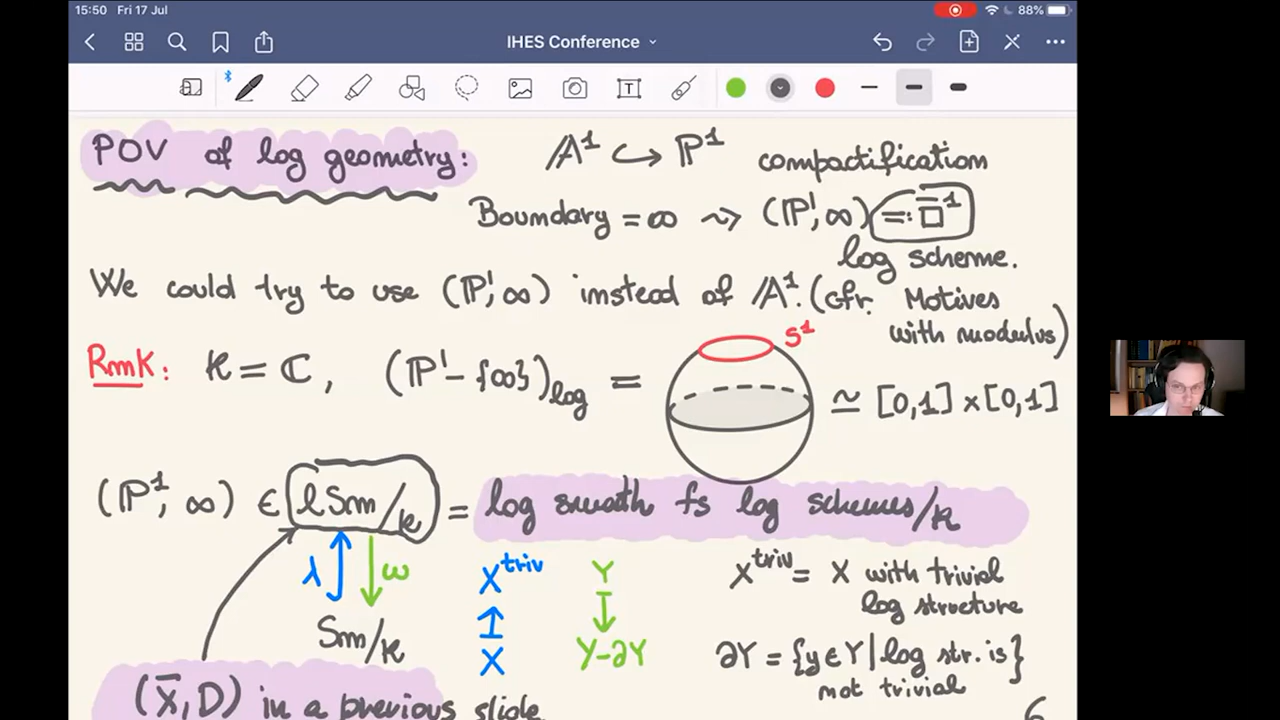 15:50 Fri 17 Jul
88%
IHES Conference
POV of log geometry: 𝔸¹ ↪ ℙ¹ compactification
Boundary = ∞ ⇝ (ℙ¹, ∞) =: □̄¹
log scheme.
We could try to use (ℙ¹, ∞) instead of 𝔸¹. (cfr. Motives
with modulus)
Rmk: k = ℂ, (ℙ¹ - {∞})log = S¹ ≃ [0,1] × [0,1]
(ℙ¹, ∞) ∈ lSm/k = log smooth fs log schemes/k
λ ω X^triv Y X^triv = X with trivial
log structure
Sm/k X Y-∂Y ∂Y = {y∈Y | log str. is
not trivial}
(X̄, D) in a previous slide
6